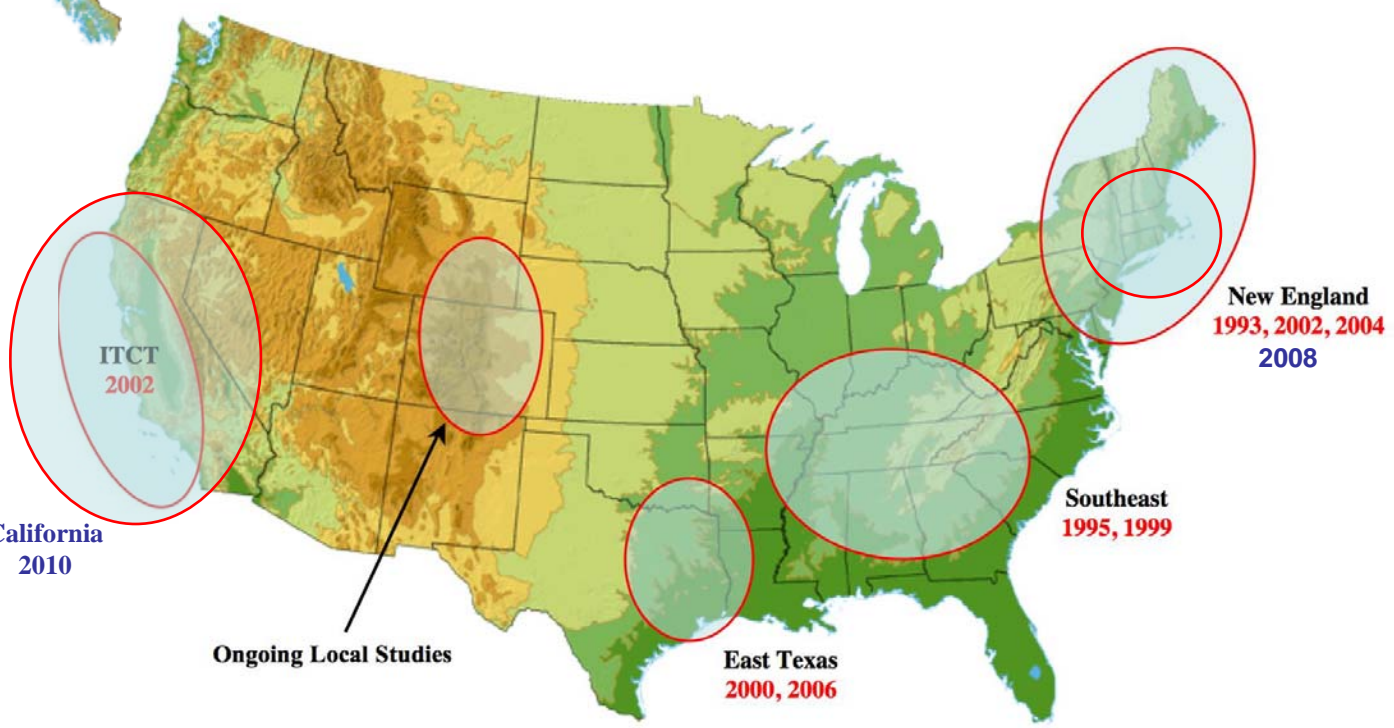 ITCT
2002
California
2010
Ongoing Local Studies
East Texas
2000, 2006
Southeast
1995, 1999
New England
1993, 2002, 2004
2008